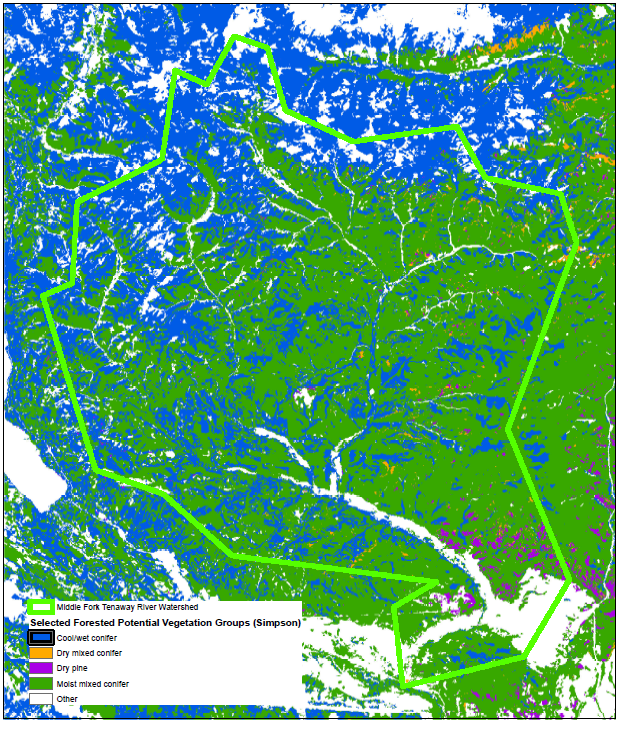 Middle Fork Tenaway River Watershed
Selected Forested Potential Vegetation Groups (Simpson)
Cool/wet conifer
Dry mixed conifer
Dry pine
Moist mixed conifer
Other